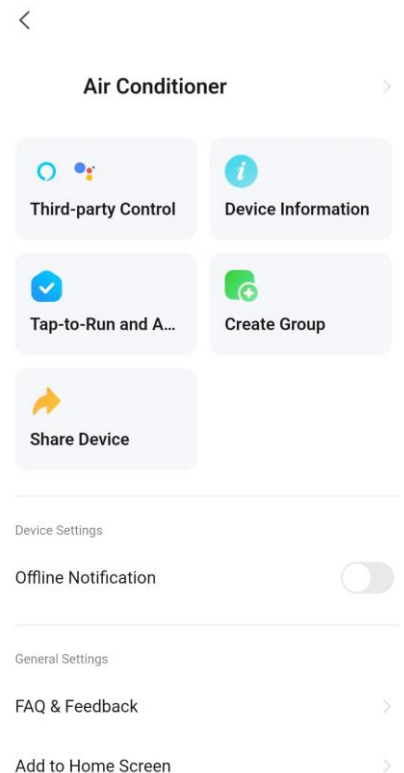 Air Conditioner
Third-party Control
Device Information
Tap-to-Run and A...
Create Group
Share Device
Device Settings
Offline Notification
General Settings
FAQ & Feedback
Add to Home Screen